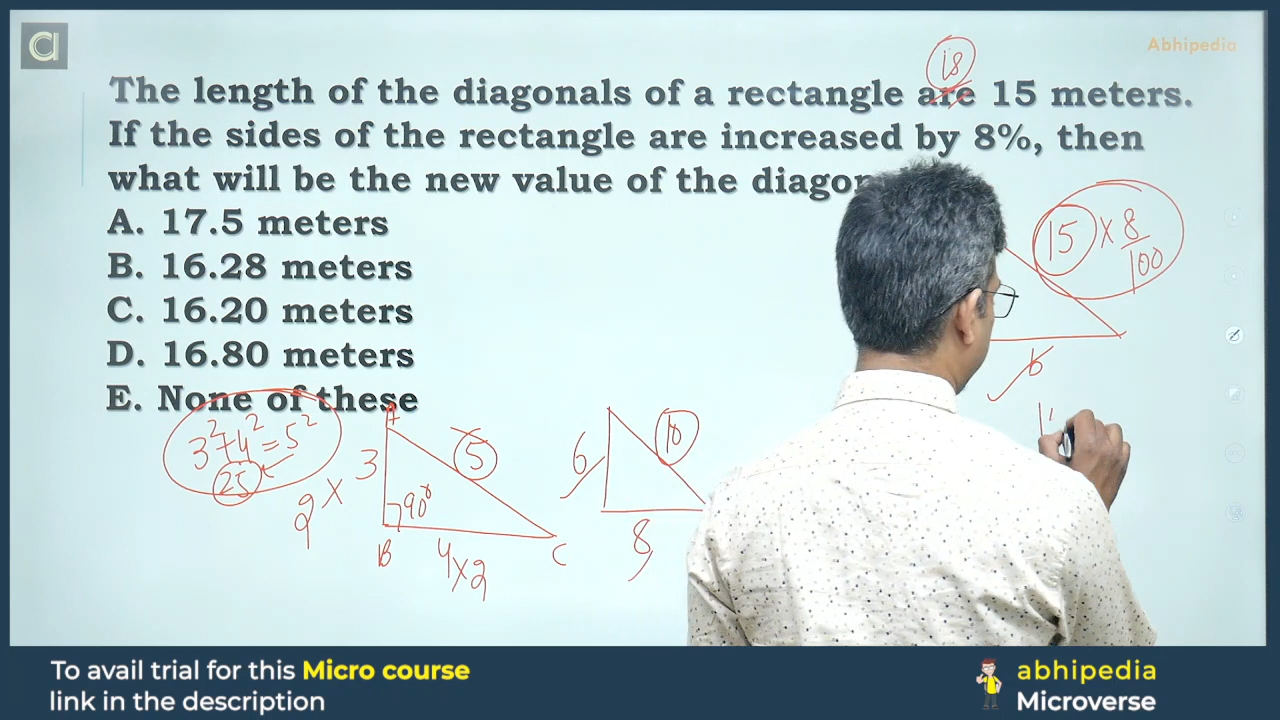 Abhipedia
18
The length of the diagonals of a rectangle are 15 meters.
If the sides of the rectangle are increased by 8%, then
what will be the new value of the diagon
A. 17.5 meters
B. 16.28 meters
C. 16.20 meters
D. 16.80 meters
E. None of these
15 × 8/100
b
3² + 4² = 5²
25
2 ×
A
3
5
90°
B
4×2
C
6
10
8
To avail trial for this Micro course
link in the description
abhipedia
Microverse